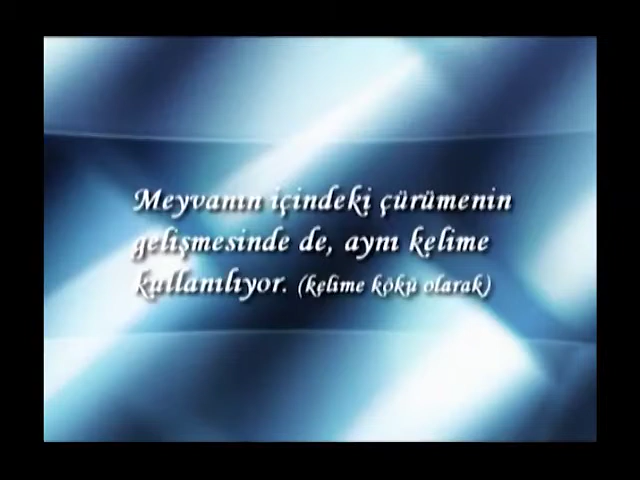 Meyvanın içindeki çürümenin
gelişmesinde de, aynı kelime
kullanılıyor. (kelime kökü olarak)